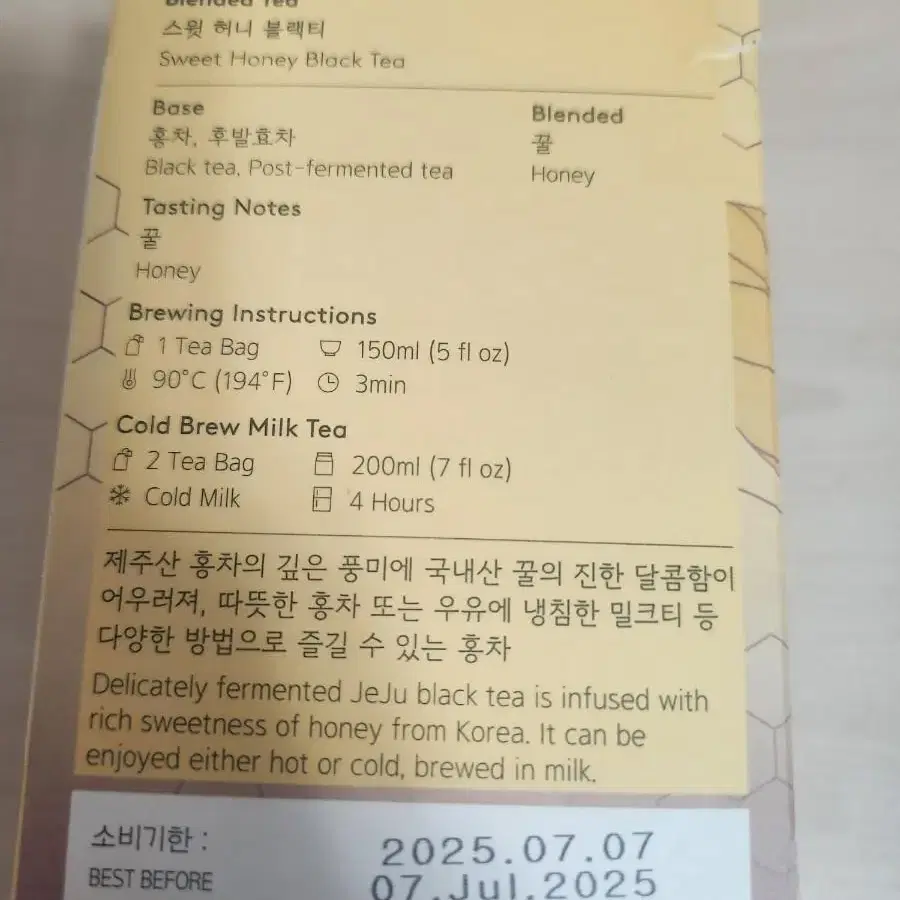 Blended Tea
스윗 허니 블랙티
Sweet Honey Black Tea
Base
홍차, 후발효차
Black tea, Post-fermented tea
Blended
꿀
Honey
Tasting Notes
꿀
Honey
Brewing Instructions
1 Tea Bag 150ml (5 fl oz)
90°C (194°F) 3min
Cold Brew Milk Tea
2 Tea Bag 200ml (7 fl oz)
Cold Milk 4 Hours
제주산 홍차의 깊은 풍미에 국내산 꿀의 진한 달콤함이
어우러져, 따뜻한 홍차 또는 우유에 냉침한 밀크티 등
다양한 방법으로 즐길 수 있는 홍차
Delicately fermented JeJu black tea is infused with
rich sweetness of honey from Korea. It can be
enjoyed either hot or cold, brewed in milk.
소비기한 : 2025.07.07
BEST BEFORE 07.Jul.2025